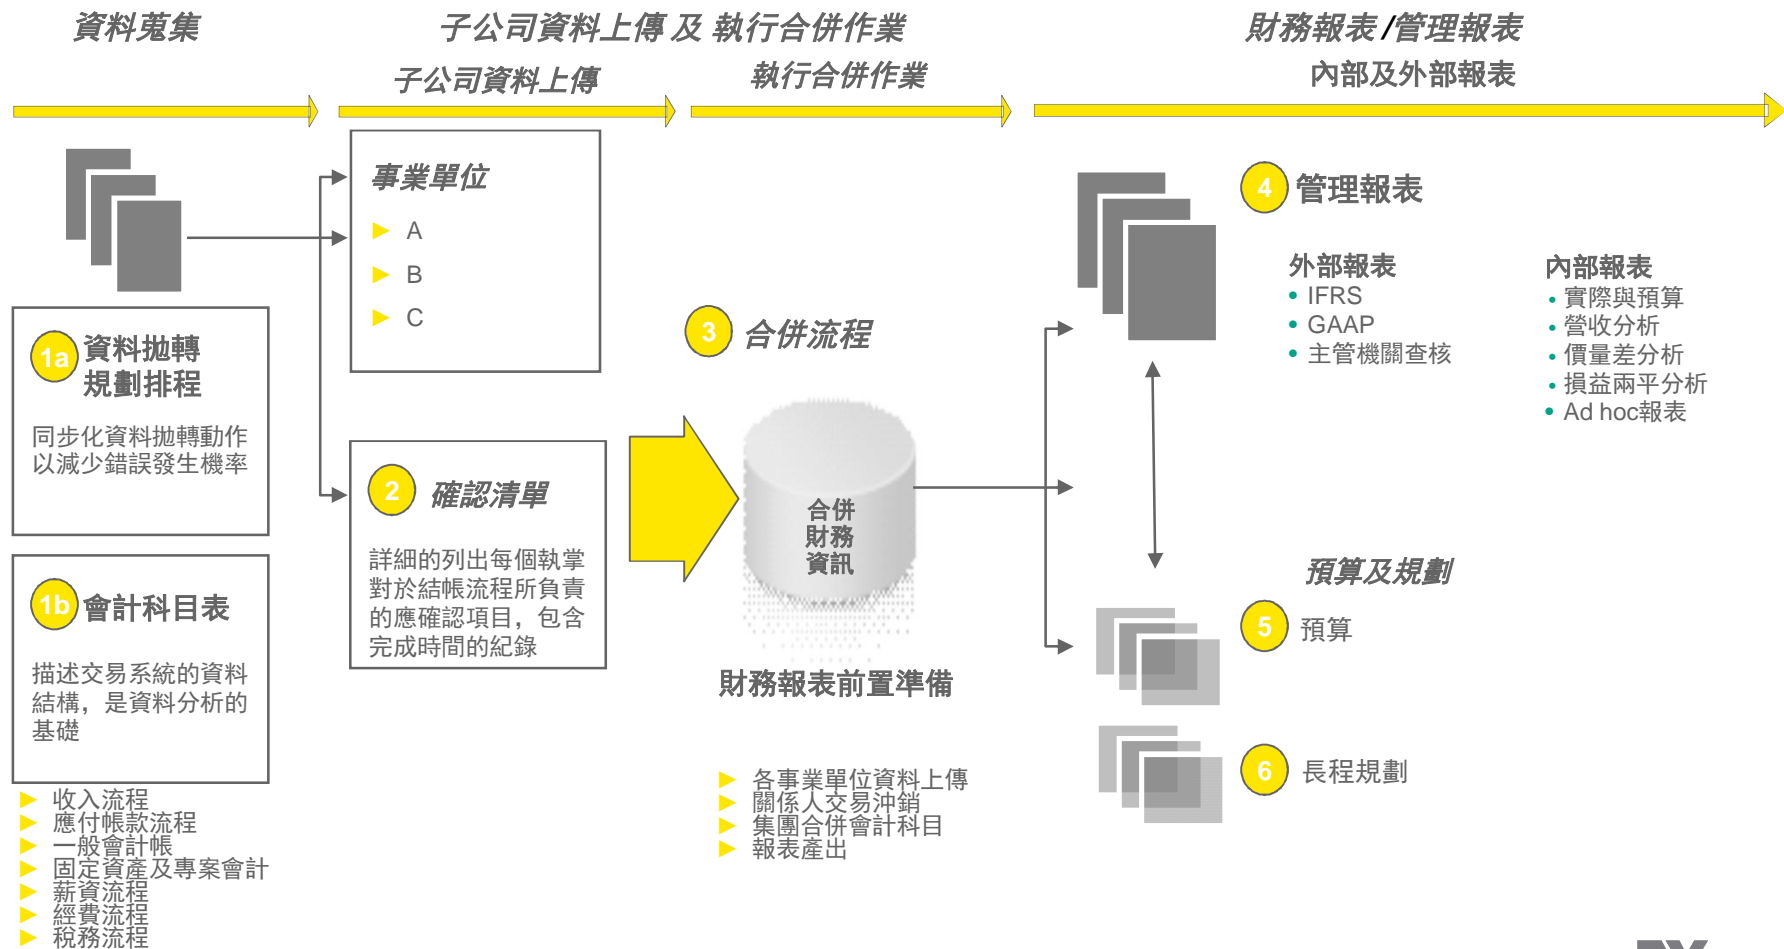 資料蒐集
子公司資料上傳 及 執行合併作業
財務報表 /管理報表
子公司資料上傳
執行合併作業
內部及外部報表
事業單位
► A
► B
► C
1a 資料拋轉
規劃排程
同步化資料拋轉動作
以減少錯誤發生機率
1b 會計科目表
描述交易系統的資料
結構，是資料分析的
基礎
► 收入流程
► 應付帳款流程
► 一般會計帳
► 固定資產及專案會計
► 薪資流程
► 經費流程
► 稅務流程
2 確認清單
詳細的列出每個執掌
對於結帳流程所負責
的應確認項目，包含
完成時間的紀錄
3 合併流程
合併
財務
資訊
財務報表前置準備
► 各事業單位資料上傳
► 關係人交易沖銷
► 集團合併會計科目
► 報表產出
4 管理報表
外部報表
• IFRS
• GAAP
• 主管機關查核
內部報表
• 實際與預算
• 營收分析
• 價量差分析
• 損益兩平分析
• Ad hoc報表
預算及規劃
5 預算
6 長程規劃